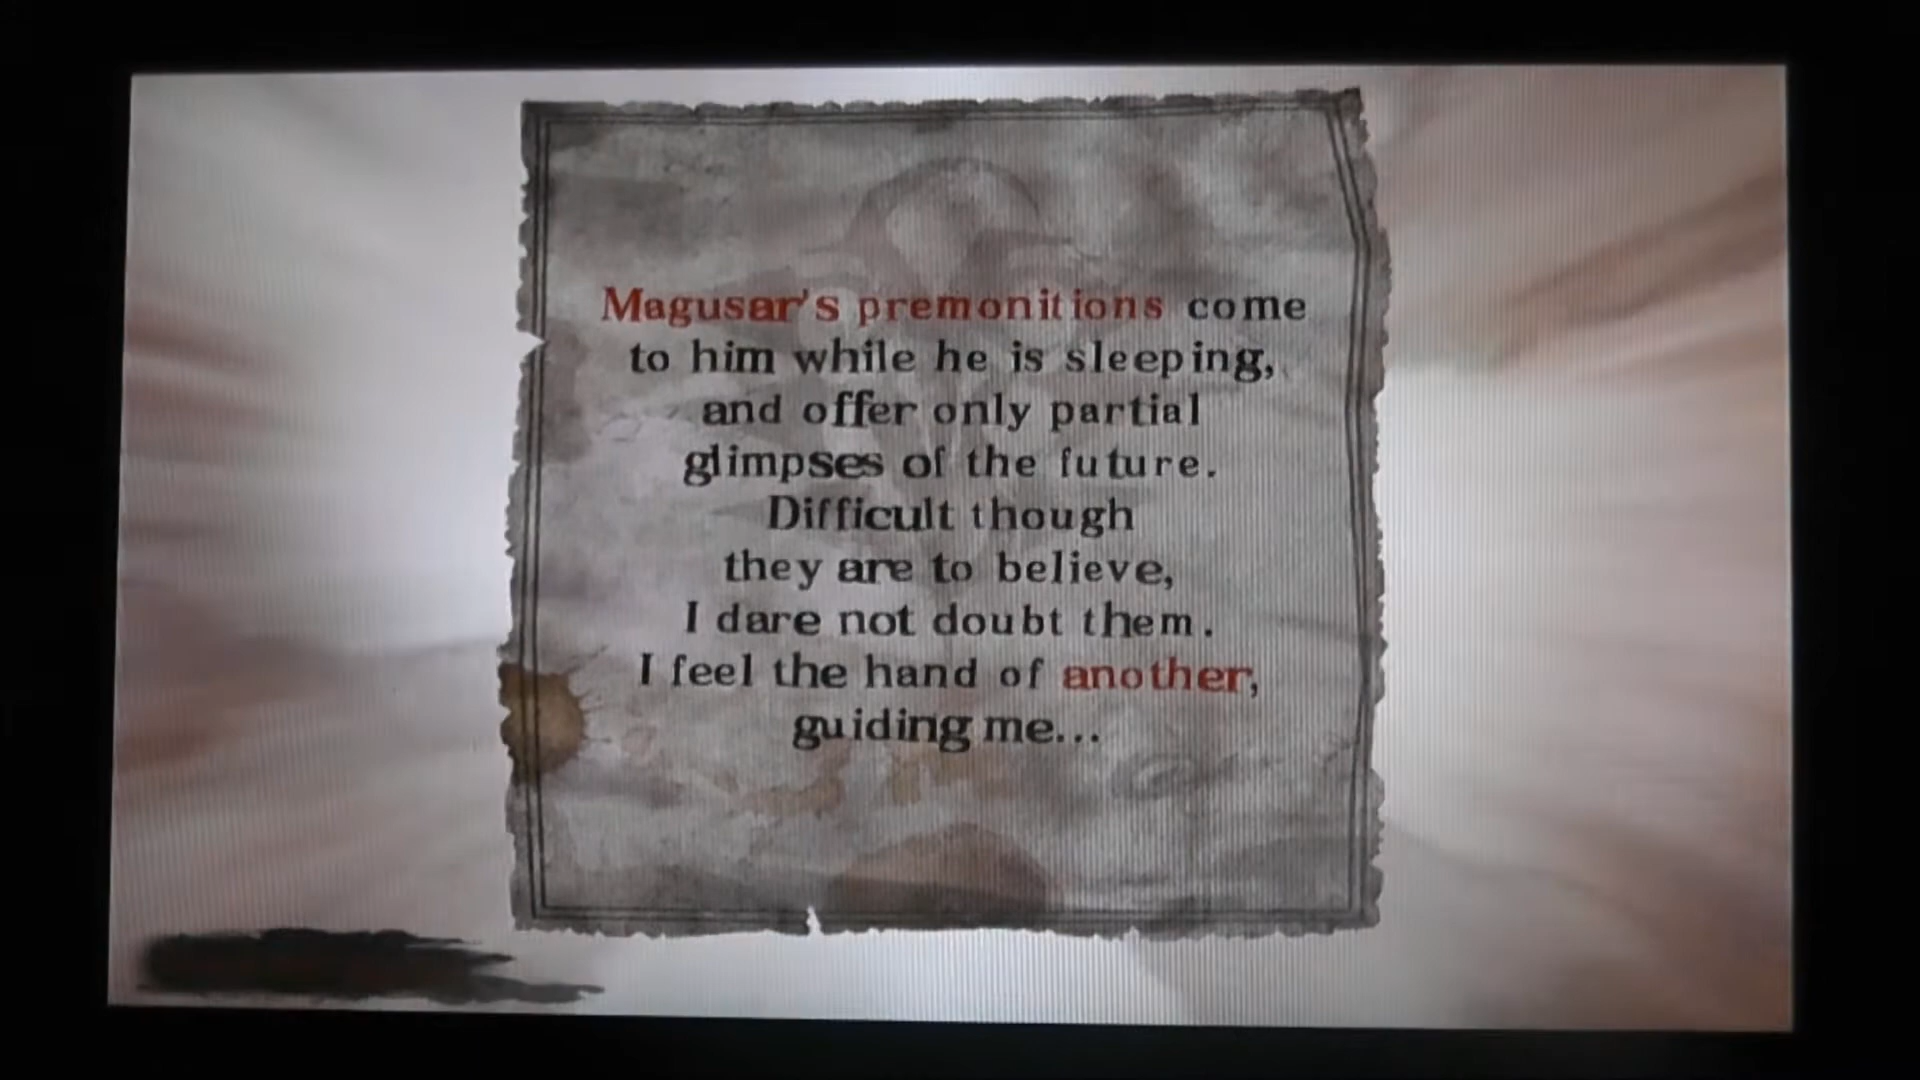 Magusar's premonitions come
to him while he is sleeping,
and offer only partial
glimpses of the future.
Difficult though
they are to believe,
I dare not doubt them.
I feel the hand of another,
guiding me...